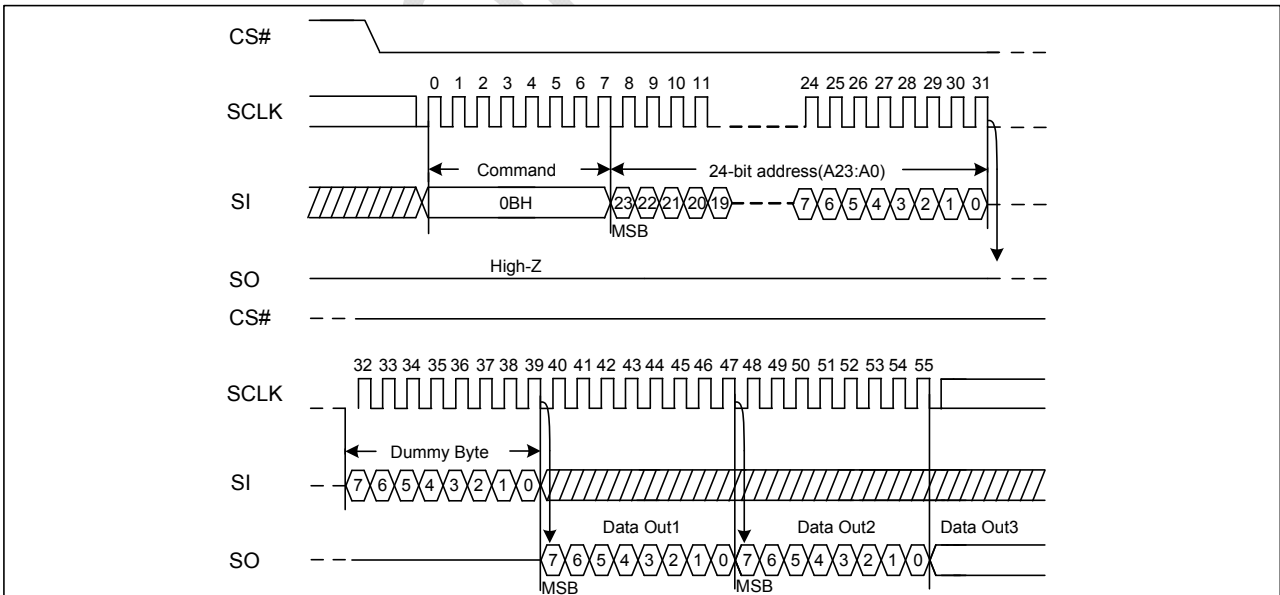 CS#
0 1 2 3 4 5 6 7 8 9 10 11 24 25 26 27 28 29 30 31
SCLK
Command 24-bit address(A23:A0)
SI 0BH 23 22 21 20 19 7 6 5 4 3 2 1 0
MSB
High-Z
SO
CS#
32 33 34 35 36 37 38 39 40 41 42 43 44 45 46 47 48 49 50 51 52 53 54 55
SCLK
Dummy Byte
SI 7 6 5 4 3 2 1 0
Data Out1 Data Out2 Data Out3
SO 7 6 5 4 3 2 1 0 7 6 5 4 3 2 1 0
MSB MSB